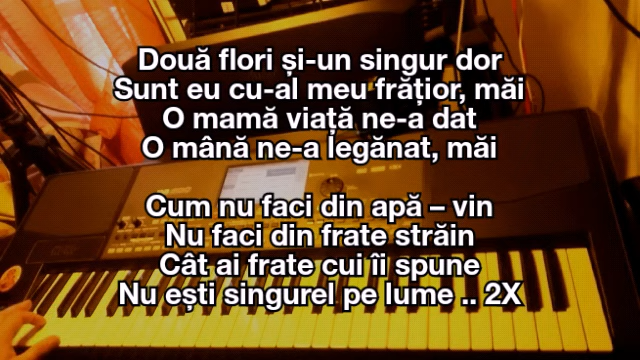 Două flori și-un singur dor
Sunt eu cu-al meu frățior, măi
O mamă viață ne-a dat
O mână ne-a legănat, măi
Cum nu faci din apă – vin
Nu faci din frate străin
Cât ai frate cui îi spune
Nu ești singurel pe lume .. 2X